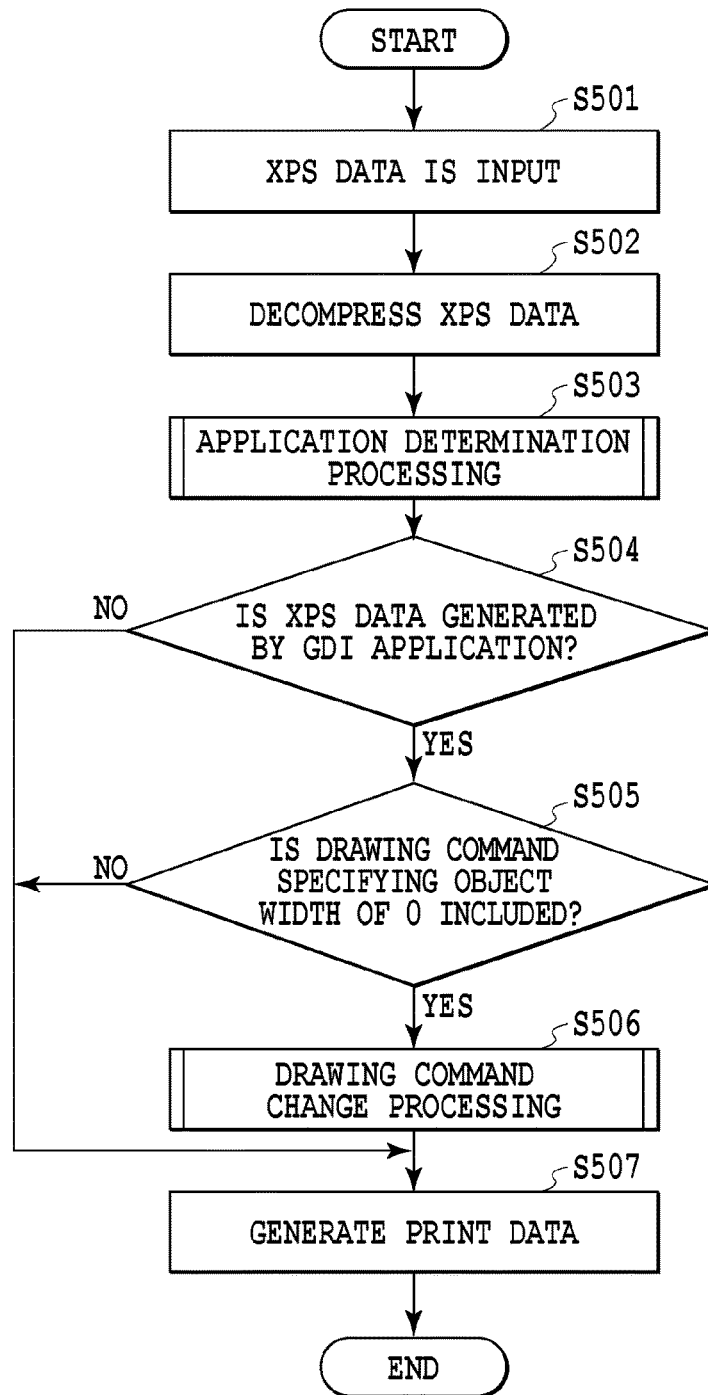 START
S501
XPS DATA IS INPUT
S502
DECOMPRESS XPS DATA
S503
APPLICATION DETERMINATION
PROCESSING
S504
NO
IS XPS DATA GENERATED
BY GDI APPLICATION?
YES
S505
NO
IS DRAWING COMMAND
SPECIFYING OBJECT
WIDTH OF 0 INCLUDED?
YES
S506
DRAWING COMMAND
CHANGE PROCESSING
S507
GENERATE PRINT DATA
END